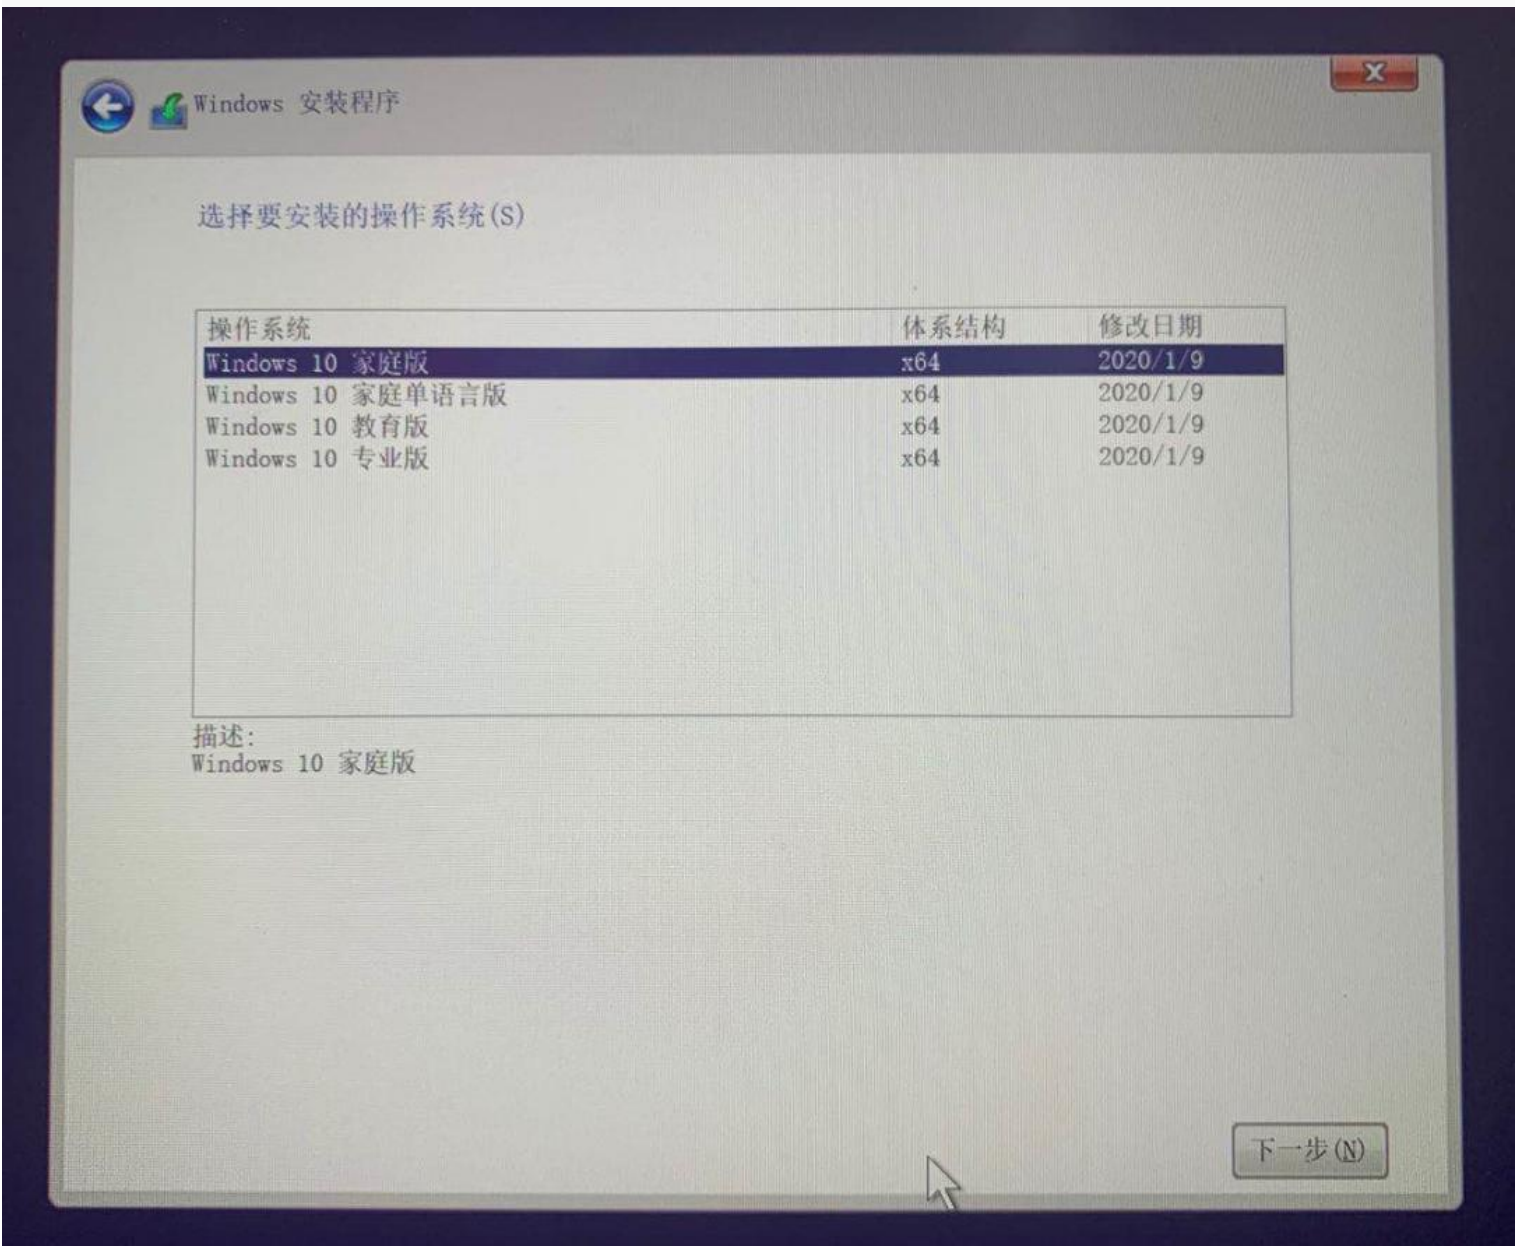 Windows 安装程序
选择要安装的操作系统(S)
操作系统 体系结构 修改日期
Windows 10 家庭版 x64 2020/1/9
Windows 10 家庭单语言版 x64 2020/1/9
Windows 10 教育版 x64 2020/1/9
Windows 10 专业版 x64 2020/1/9
描述:
Windows 10 家庭版
下一步(N)